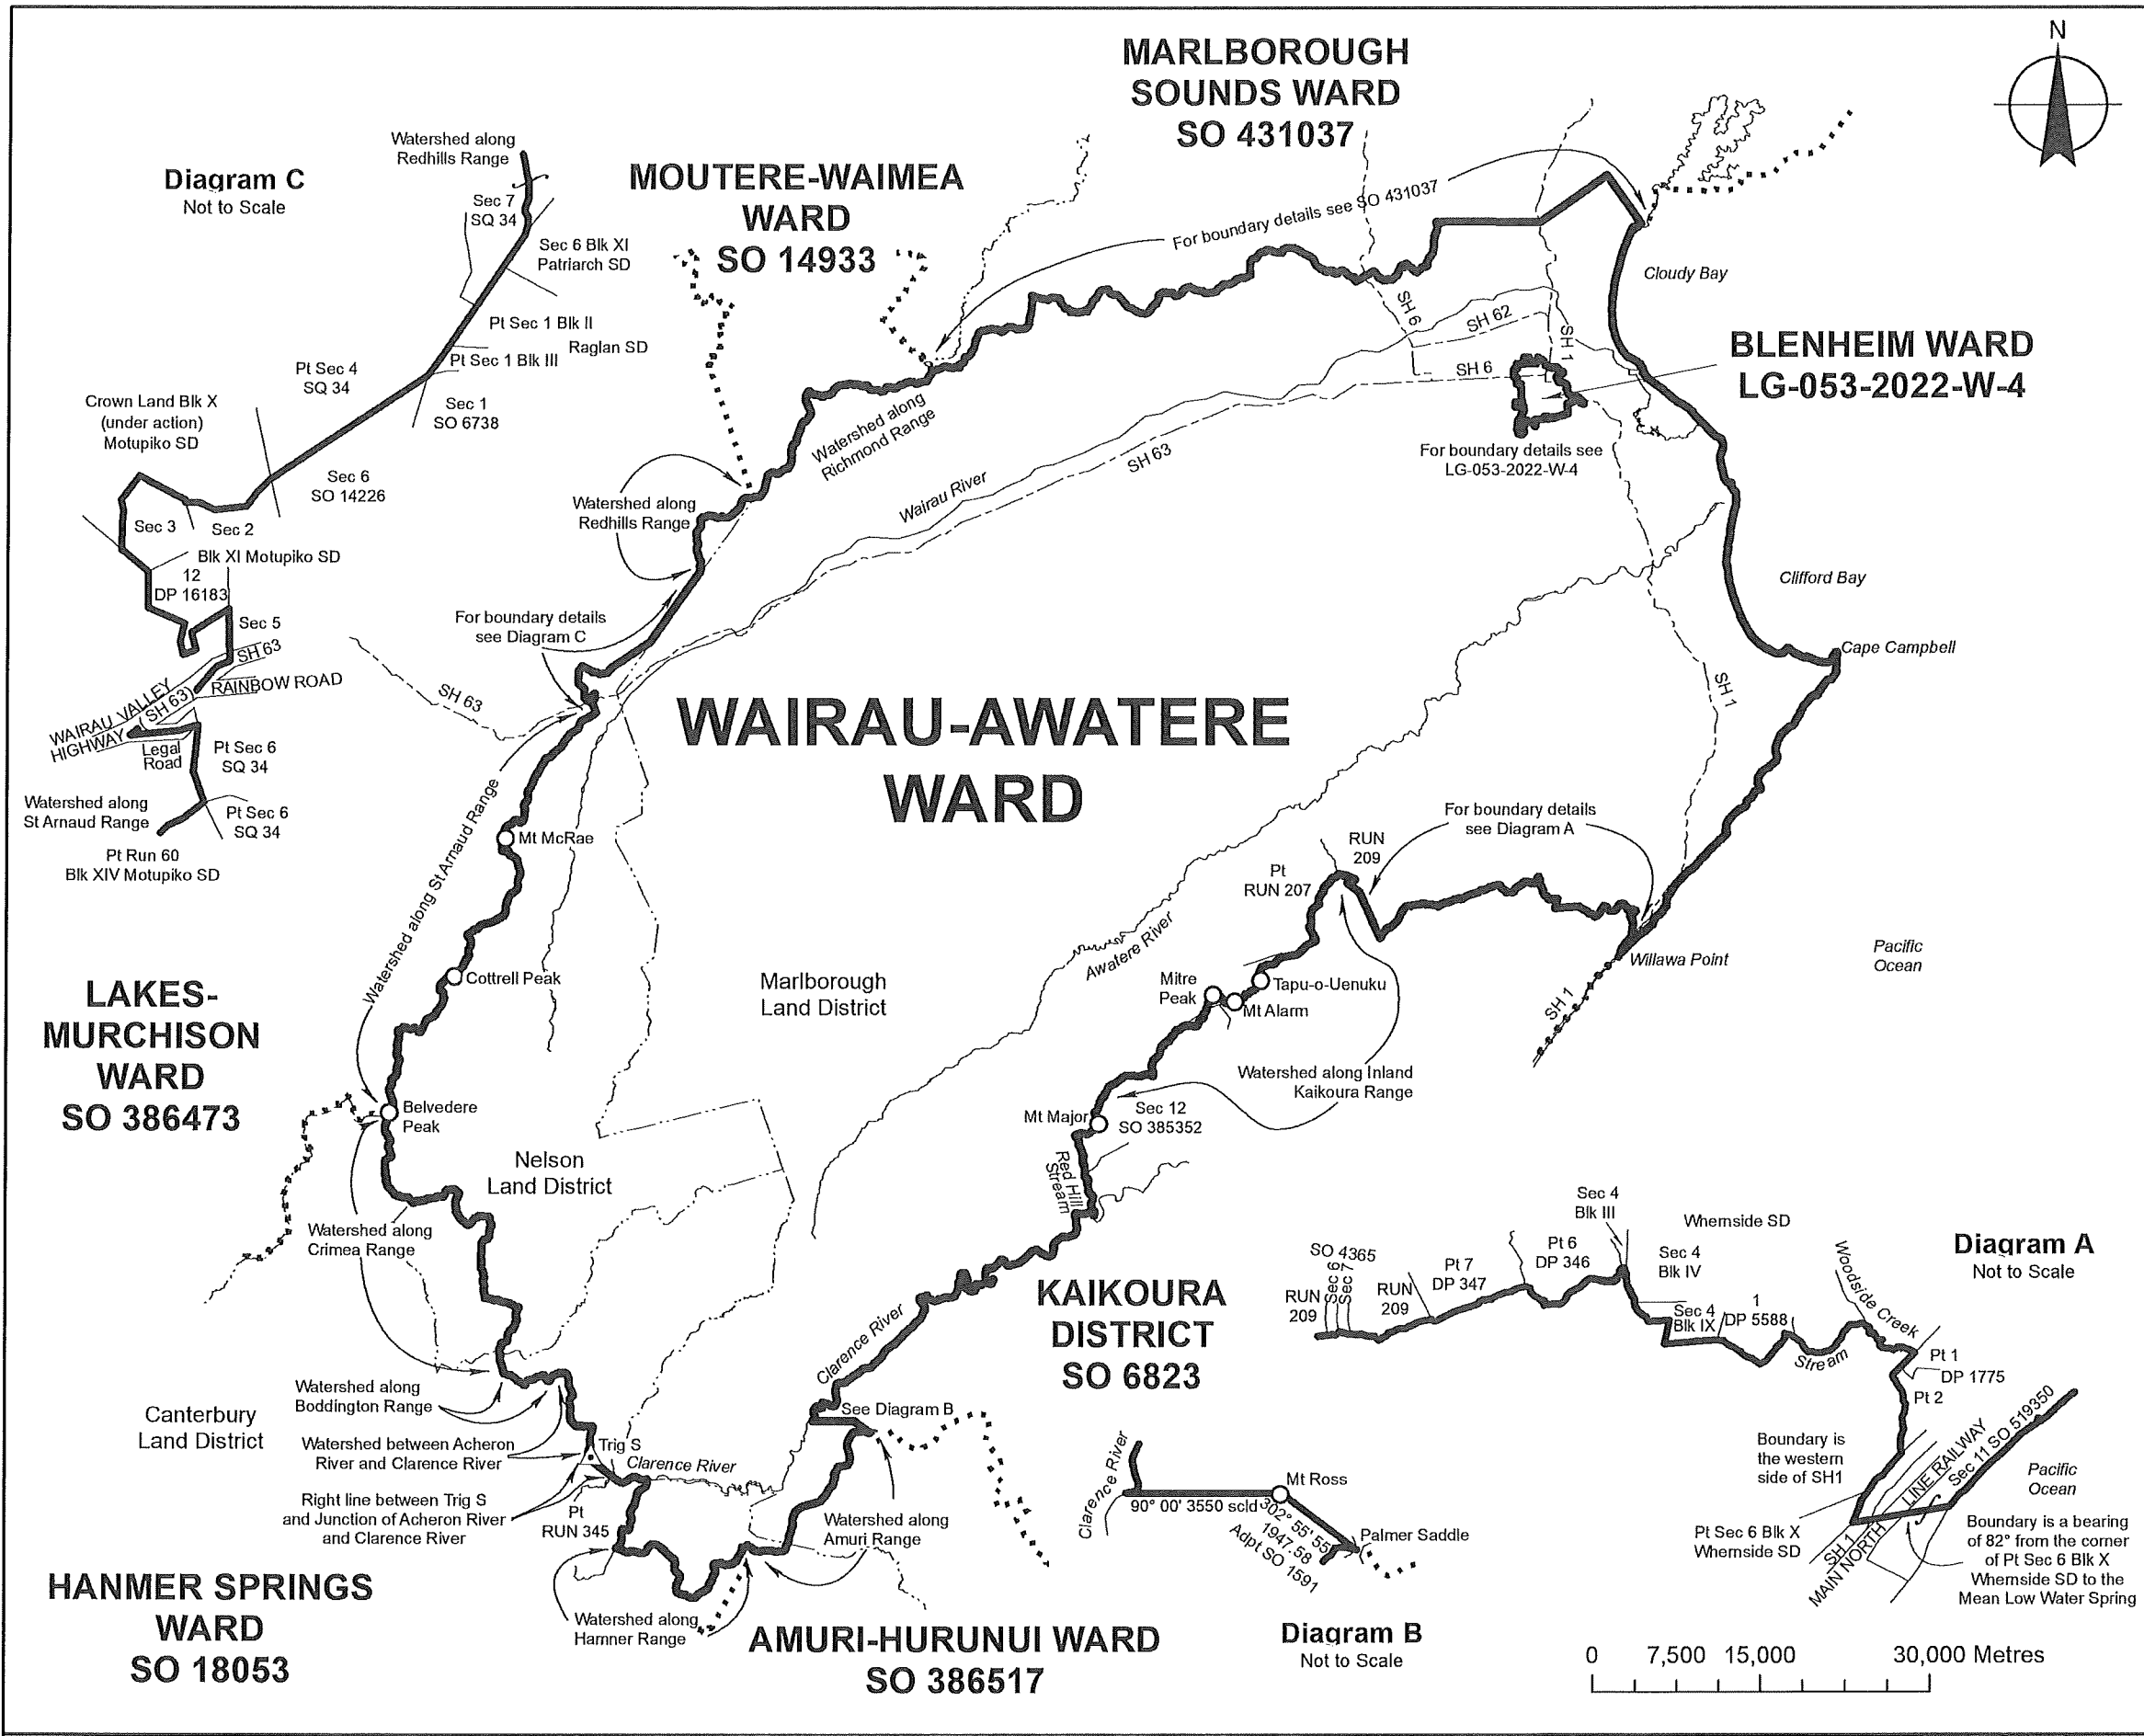 N
MARLBOROUGH
SOUNDS WARD
SO 431037
Diagram C
Not to Scale
Watershed along
Redhills Range
Sec 7
SQ 34
Sec 6 Blk XI
Patriarch SD
Pt Sec 1 Blk II
Raglan SD
Pt Sec 1 Blk III
Pt Sec 4
SQ 34
Sec 1
SO 6738
Crown Land Blk X
(under action)
Motupiko SD
Sec 6
SO 14226
Sec 3
Sec 2
Blk XI Motupiko SD
12
DP 16183
Sec 5
SH 63
RAINBOW ROAD
WAIRAU VALLEY
(SH 63)
HIGHWAY
Legal
Road
Pt Sec 6
SQ 34
Watershed along
St Arnaud Range
Pt Sec 6
SQ 34
Pt Run 60
Blk XIV Motupiko SD
MOUTERE-WAIMEA
WARD
SO 14933
For boundary details see SO 431037
Cloudy Bay
SH 6
SH 62
SH 1
SH 6
BLENHEIM WARD
LG-053-2022-W-4
For boundary details see
LG-053-2022-W-4
Watershed along
Richmond Range
SH 63
Wairau River
Watershed along
Redhills Range
For boundary details
see Diagram C
SH 63
Clifford Bay
Cape Campbell
SH 1
WAIRAU-AWATERE
WARD
Watershed along St Arnaud Range
Mt McRae
Cottrell Peak
For boundary details
see Diagram A
RUN
209
Pt
RUN 207
Awatere River
Willawa Point
Pacific
Ocean
SH 1
Mitre
Peak
Tapu-o-Uenuku
Mt Alarm
Marlborough
Land District
LAKES-
MURCHISON
WARD
SO 386473
Belvedere
Peak
Watershed along Inland
Kaikoura Range
Mt Major
Sec 12
SO 385352
Red Hill
Stream
Nelson
Land District
Watershed along
Crimea Range
Clarence River
KAIKOURA
DISTRICT
SO 6823
Watershed along
Boddington Range
See Diagram B
Canterbury
Land District
Watershed between Acheron
River and Clarence River
Trig S
Clarence River
Right line between Trig S
and Junction of Acheron River
and Clarence River
Pt
RUN 345
Watershed along
Amuri Range
HANMER SPRINGS
WARD
SO 18053
Watershed along
Hamner Range
AMURI-HURUNUI WARD
SO 386517
Clarence River
Mt Ross
90° 00' 3550 scld
302° 55' 55"
1947.58
Adpt SO 1591
Palmer Saddle
Diagram B
Not to Scale
Diagram A
Not to Scale
Sec 4
Blk III
Whernside SD
SO 4365
Sec 6
Sec 7
RUN
209
RUN
209
Pt 7
DP 347
Pt 6
DP 346
Sec 4
Blk IV
Sec 4
Blk IX
1
DP 5588
Woodside Creek
Stream
Pt 1
DP 1775
Pt 2
Boundary is
the western
side of SH1
Sec 11 SO 519350
SH 1
MAIN NORTH LINE RAILWAY
Pacific
Ocean
Pt Sec 6 Blk X
Whernside SD
Boundary is a bearing
of 82° from the corner
of Pt Sec 6 Blk X
Whernside SD to the
Mean Low Water Spring
0 7,500 15,000 30,000 Metres